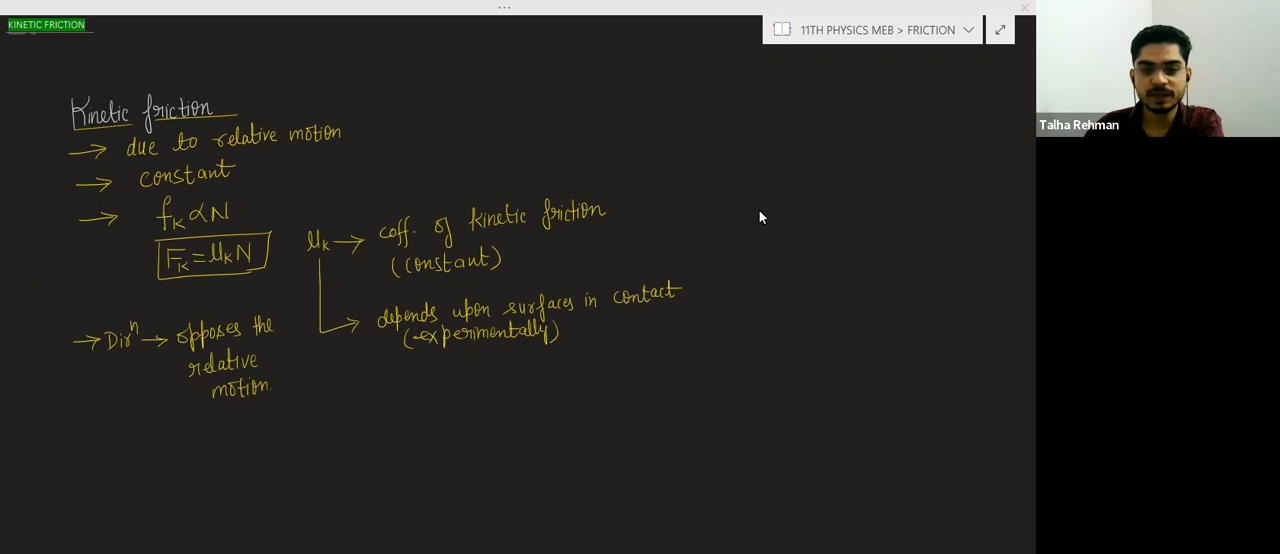 KINETIC FRICTION
11TH PHYSICS MEB > FRICTION
Talha Rehman
Kinetic friction
→ due to relative motion
→ constant
→ fK ∝ N
FK = μK N
μK → coff. of kinetic friction
(constant)
→ depends upon surfaces in contact
(experimentally)
→ Dirⁿ → opposes the
relative
motion.